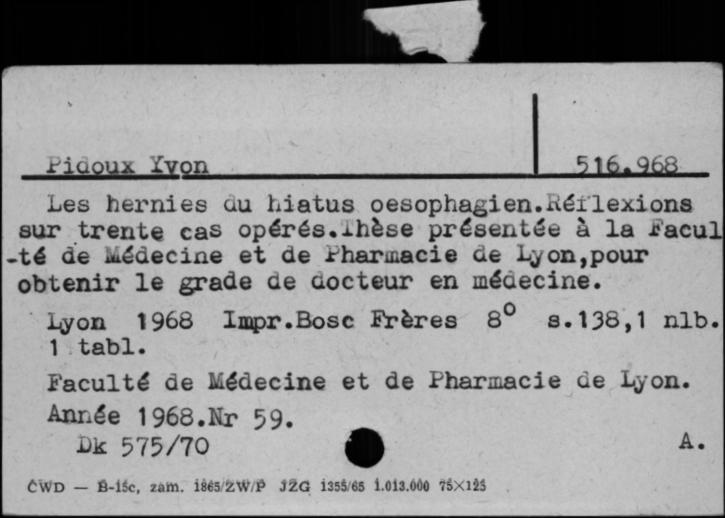 Pidoux Yvon 516.968
Les hernies du hiatus oesophagien.Réflexions
sur trente cas opérés.Thèse présentée à la Facul
-té de Médecine et de Pharmacie de Lyon,pour
obtenir le grade de docteur en médecine.
Lyon 1968 Impr.Bosc Frères 8° s.138,1 nlb.
1 tabl.
Faculté de Médecine et de Pharmacie de Lyon.
Année 1968.Nr 59.
Dk 575/70 A.
ĆWD — B-15c, zam. 1865/ZW/P JZG 1355/65 1.013.000 75×125